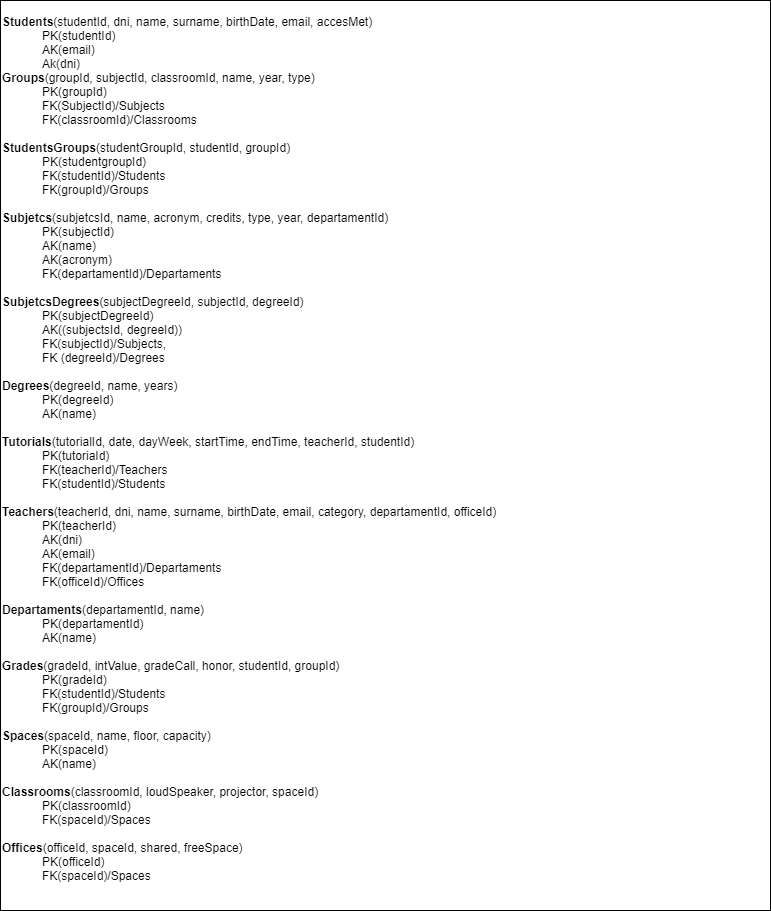 Students(studentId, dni, name, surname, birthDate, email, accesMet)
PK(studentId)
AK(email)
Ak(dni)
Groups(groupId, subjectId, classroomId, name, year, type)
PK(groupId)
FK(SubjectId)/Subjects
FK(classroomId)/Classrooms
StudentsGroups(studentGroupId, studentId, groupId)
PK(studentgroupId)
FK(studentId)/Students
FK(groupId)/Groups
Subjetcs(subjetcsId, name, acronym, credits, type, year, departamentId)
PK(subjectId)
AK(name)
AK(acronym)
FK(departamentId)/Departaments
SubjetcsDegrees(subjectDegreeId, subjectId, degreeId)
PK(subjectDegreeId)
AK((subjectsId, degreeId))
FK(subjectId)/Subjects,
FK (degreeId)/Degrees
Degrees(degreeId, name, years)
PK(degreeId)
AK(name)
Tutorials(tutorialId, date, dayWeek, startTime, endTime, teacherId, studentId)
PK(tutoriaId)
FK(teacherId)/Teachers
FK(studentId)/Students
Teachers(teacherId, dni, name, surname, birthDate, email, category, departamentId, officeId)
PK(teacherId)
AK(dni)
AK(email)
FK(departamentId)/Departaments
FK(officeId)/Offices
Departaments(departamentId, name)
PK(departamentId)
AK(name)
Grades(gradeId, intValue, gradeCall, honor, studentId, groupId)
PK(gradeId)
FK(studentId)/Students
FK(groupId)/Groups
Spaces(spaceId, name, floor, capacity)
PK(spaceId)
AK(name)
Classrooms(classroomId, loudSpeaker, projector, spaceId)
PK(classroomId)
FK(spaceId)/Spaces
Offices(officeId, spaceId, shared, freeSpace)
PK(officeId)
FK(spaceId)/Spaces